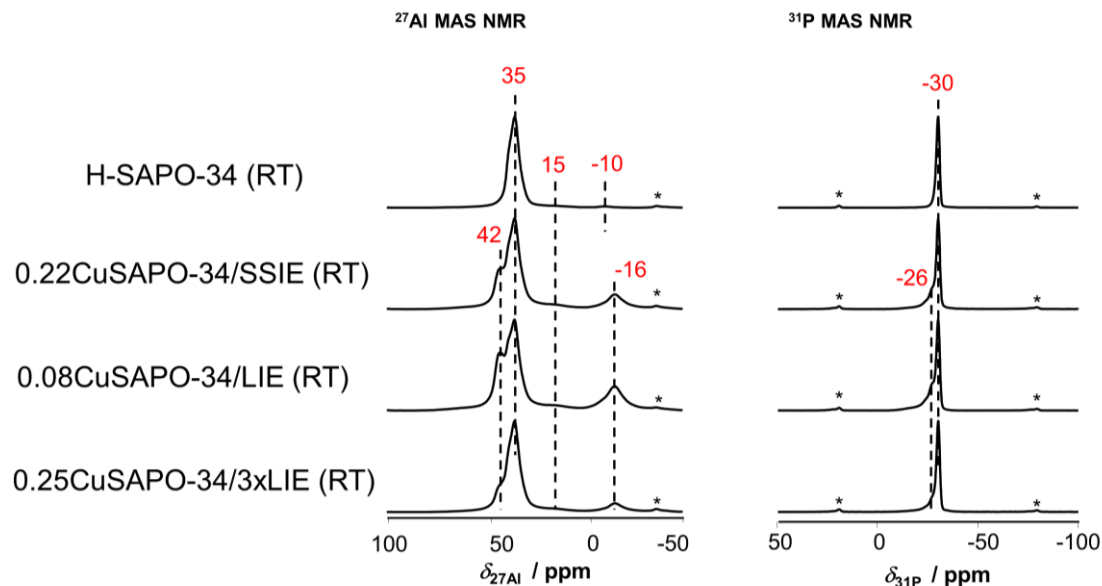 ²⁷Al MAS NMR
³¹P MAS NMR
35
-30
15
-10
H-SAPO-34 (RT)
*
*
*
42
-16
-26
0.22CuSAPO-34/SSIE (RT)
*
*
*
0.08CuSAPO-34/LIE (RT)
*
*
*
0.25CuSAPO-34/3xLIE (RT)
*
*
*
100 50 0 -50
50 0 -50 -100
δ27Al / ppm
δ31P / ppm